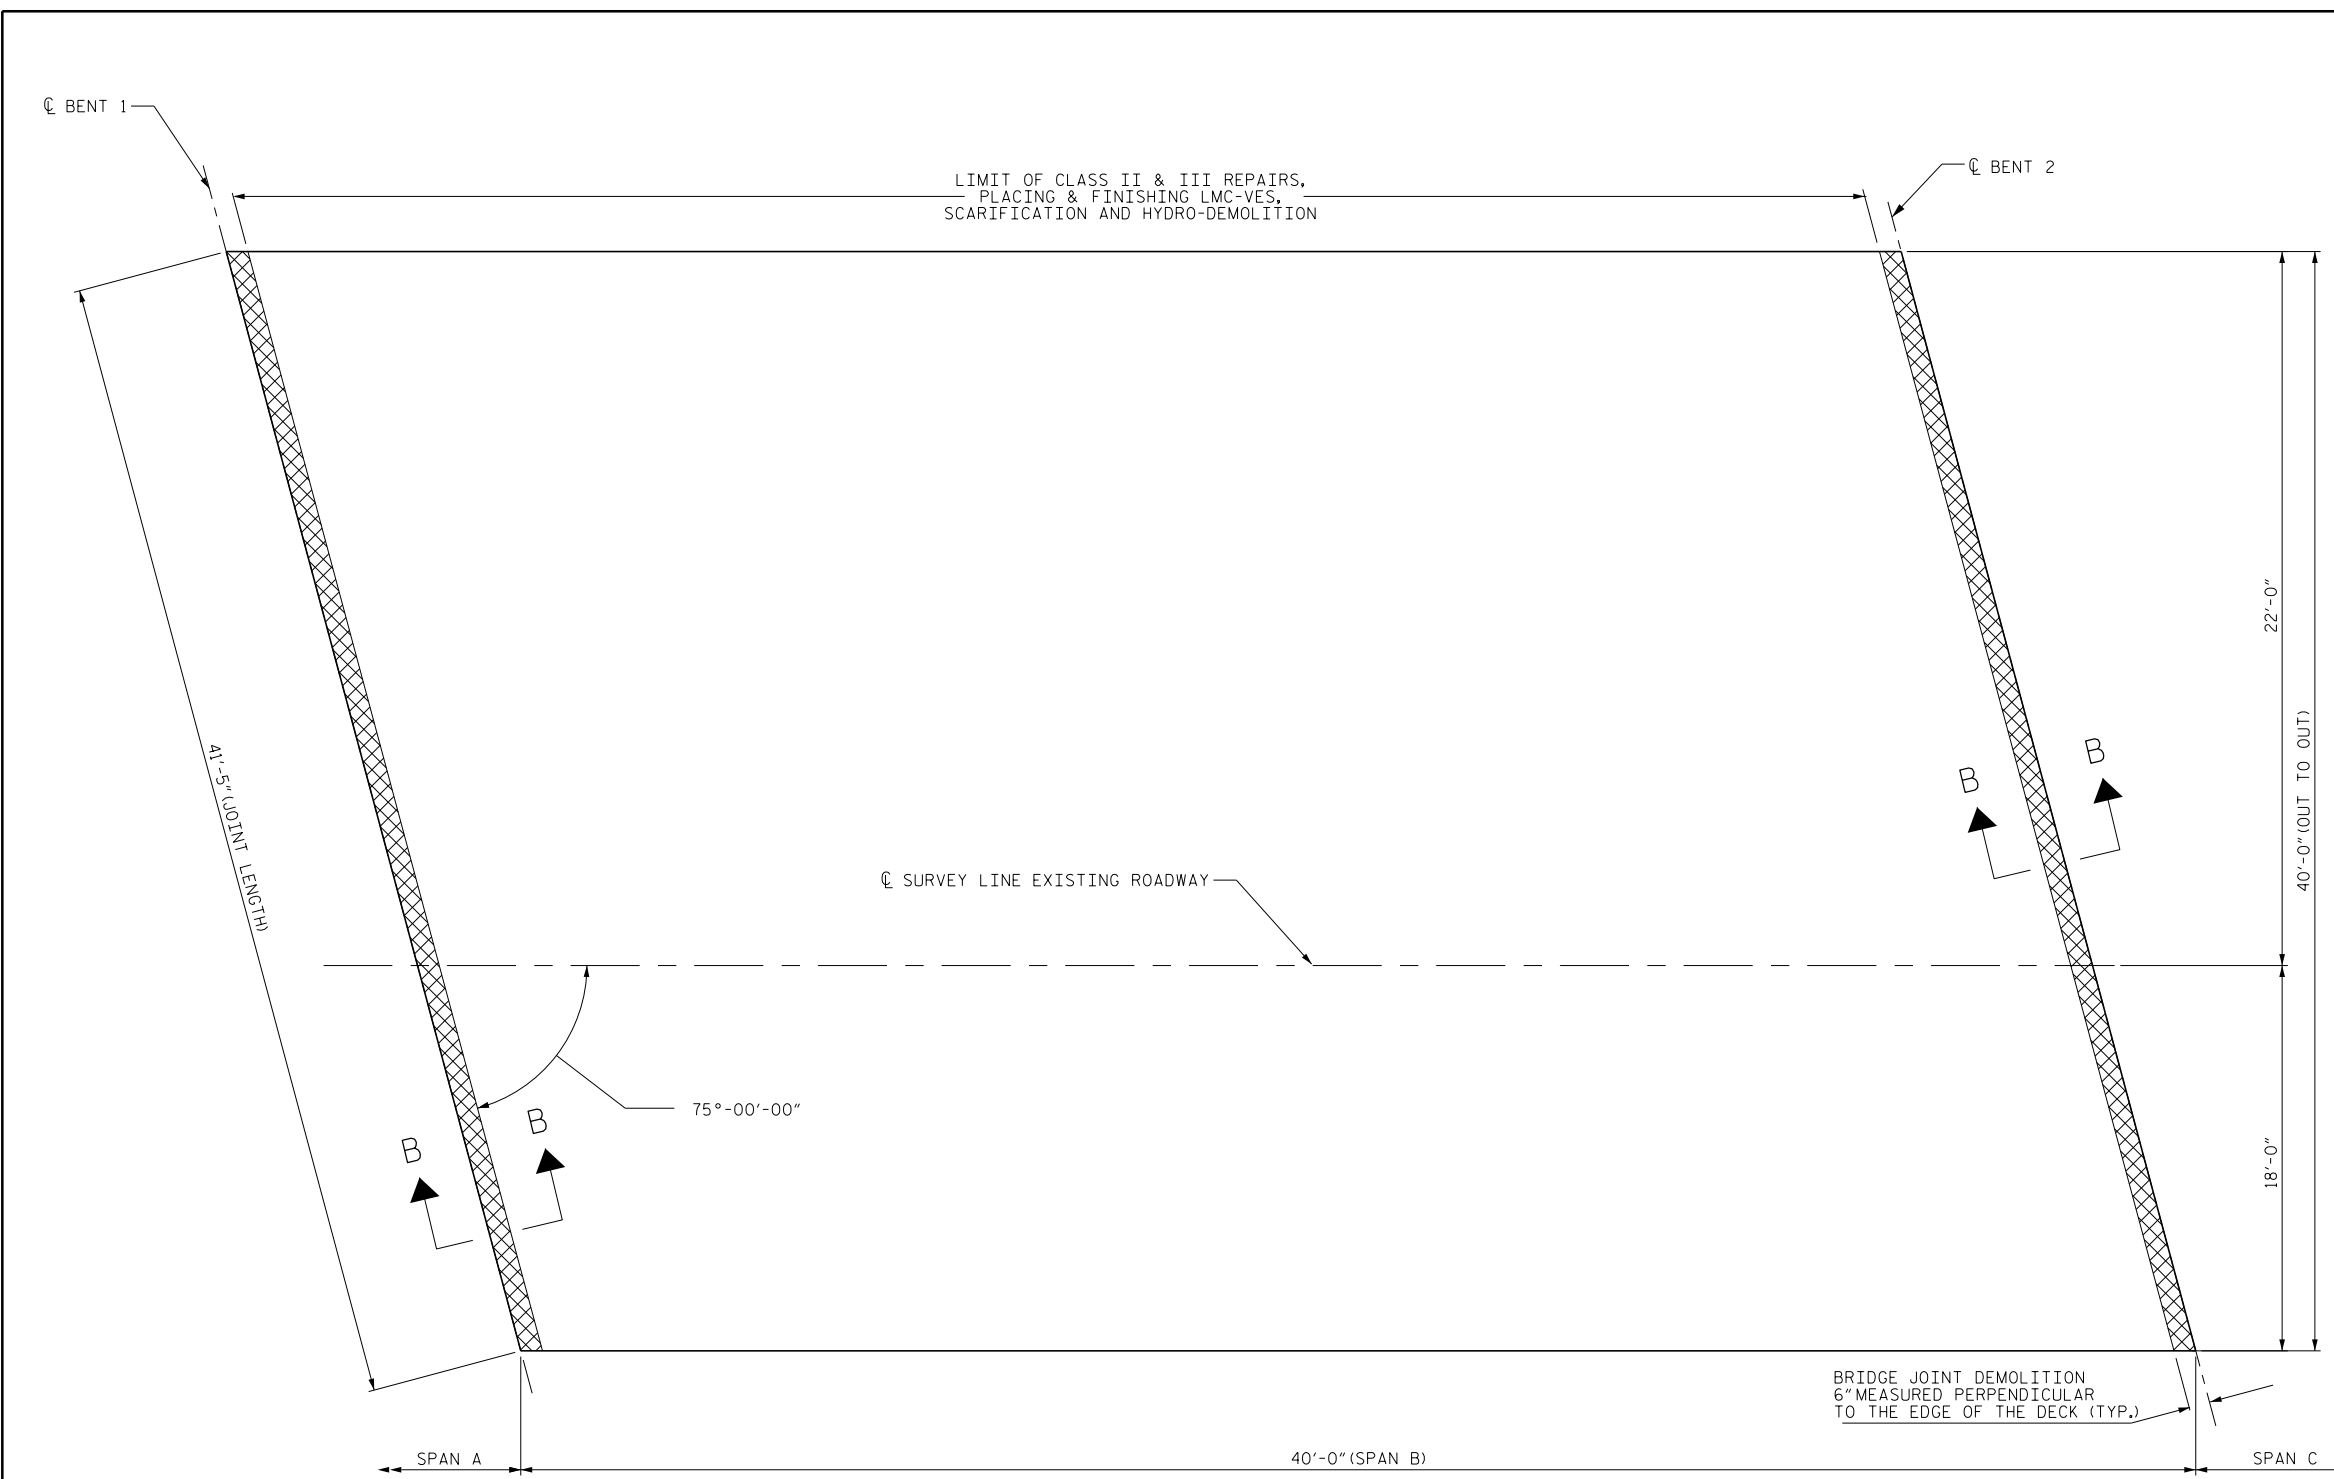 ℄ BENT 1
LIMIT OF CLASS II & III REPAIRS,
PLACING & FINISHING LMC-VES,
SCARIFICATION AND HYDRO-DEMOLITION
℄ BENT 2
22'-0"
40'-0" (OUT TO OUT)
41'-5" (JOINT LENGTH)
B
B
℄ SURVEY LINE EXISTING ROADWAY
75°-00'-00"
B
B
18'-0"
BRIDGE JOINT DEMOLITION
6" MEASURED PERPENDICULAR
TO THE EDGE OF THE DECK (TYP.)
SPAN A
40'-0" (SPAN B)
SPAN C